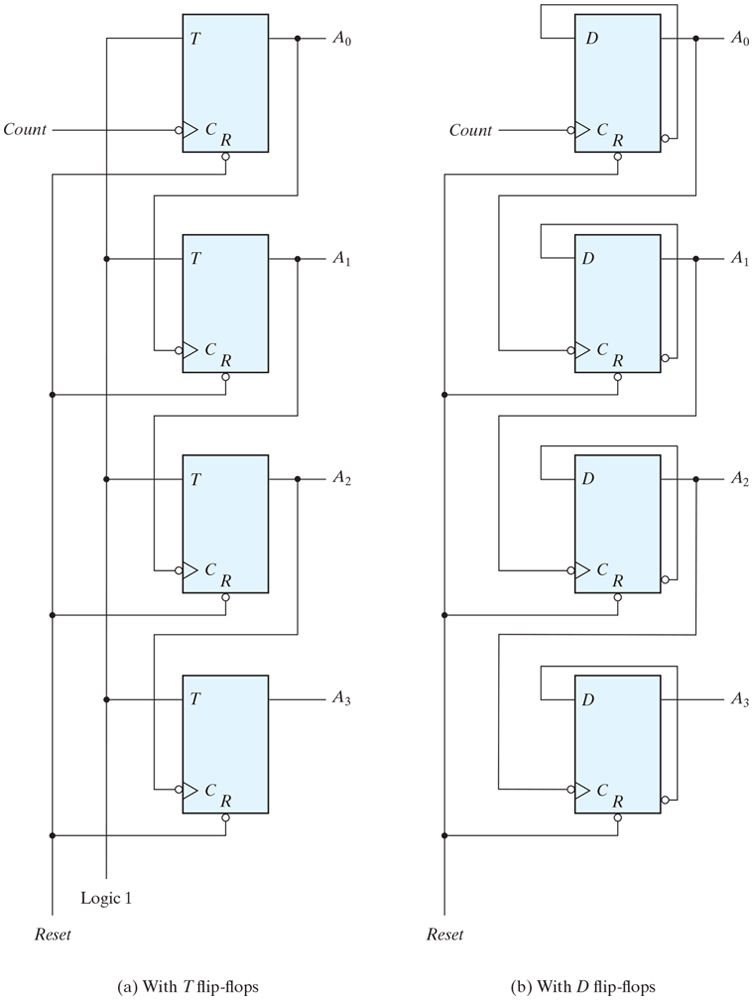 T
A0
Count
C
R
T
A1
C
R
T
A2
C
R
T
A3
C
R
Logic 1
Reset
(a) With T flip-flops
D
A0
Count
C
R
D
A1
C
R
D
A2
C
R
D
A3
C
R
Reset
(b) With D flip-flops